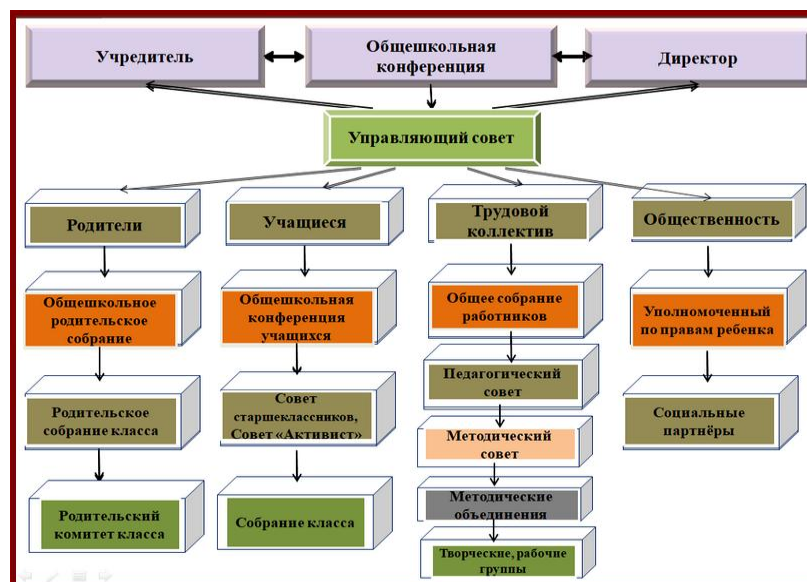 Учредитель
Общешкольная
конференция
Директор
Управляющий совет
Родители
Учащиеся
Трудовой
коллектив
Общественность
Общешкольное
родительское
собрание
Общешкольная
конференция
учащихся
Общее собрание
работников
Уполномоченный
по правам ребенка
Родительское
собрание класса
Совет
старшеклассников,
Совет «Активист»
Педагогический
совет
Социальные
партнёры
Методический
совет
Родительский
комитет класса
Собрание класса
Методические
объединения
Творческие, рабочие
группы